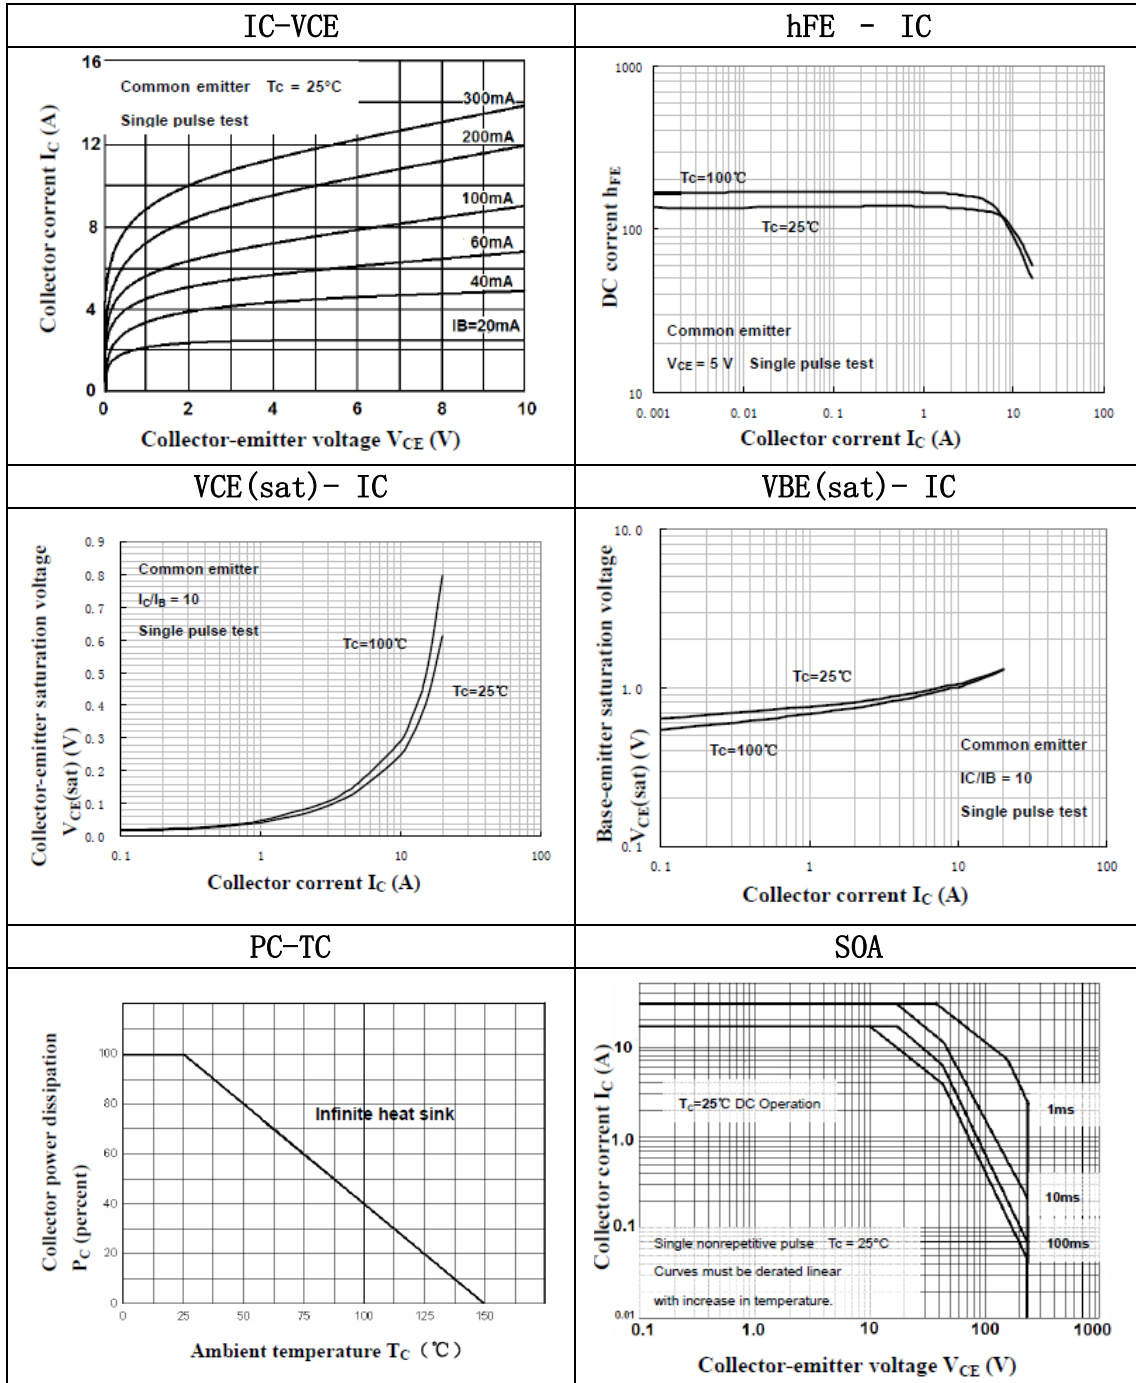 IC-VCE
16
12
8
4
0
Collector corrent IC (A)
Common emitter Tc = 25°C
Single pulse test
300mA
200mA
100mA
60mA
40mA
IB=20mA
0 2 4 6 8 10
Collector-emitter voltage VCE (V)
hFE - IC
1000
100
10
DC corrent hFE
Tc=100℃
Tc=25℃
Common emitter
VCE = 5 V Single pulse test
0.001 0.01 0.1 1 10 100
Collector corrent IC (A)
VCE(sat)- IC
0.9
0.8
0.7
0.6
0.5
0.4
0.3
0.2
0.1
0.0
Collector-emitter saturation voltage
VCE(sat) (V)
Common emitter
IC/IB = 10
Single pulse test
Tc=100℃
Tc=25℃
0.1 1 10 100
Collector corrent IC (A)
VBE(sat)- IC
10.0
1.0
0.1
Base-emitter saturation voltage
VCE(sat) (V)
Tc=25℃
Tc=100℃
Common emitter
IC/IB = 10
Single pulse test
0.1 1 10 100
Collector corrent IC (A)
PC-TC
100
80
60
40
20
0
Collector power dissipation
PC (percent)
Infinite heat sink
0 25 50 75 100 125 150
Ambient temperature TC (℃)
SOA
10
1.0
0.1
0.01
Collector corrent IC (A)
TC=25℃ DC Operation
1ms
10ms
100ms
Single nonrepetitive pulse Tc = 25°C
Curves must be derated linear
with increase in temperature.
0.1 1.0 10 100 1000
Collector-emitter voltage VCE (V)